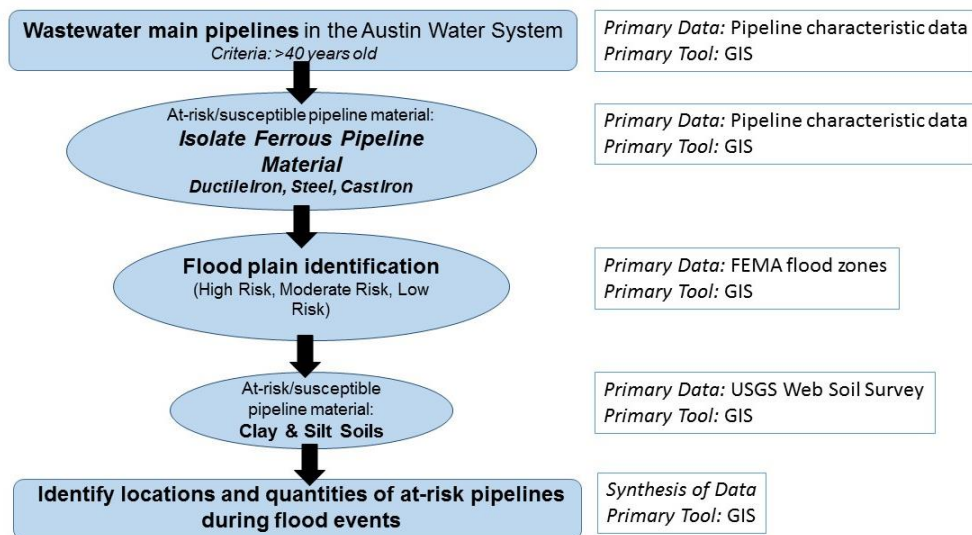 Wastewater main pipelines in the Austin Water System
Criteria: >40 years old
Primary Data: Pipeline characteristic data
Primary Tool: GIS
At-risk/susceptible pipeline material:
Isolate Ferrous Pipeline
Material
Ductile Iron, Steel, Cast Iron
Primary Data: Pipeline characteristic data
Primary Tool: GIS
Flood plain identification
(High Risk, Moderate Risk, Low
Risk)
Primary Data: FEMA flood zones
Primary Tool: GIS
At-risk/susceptible
pipeline material:
Clay & Silt Soils
Primary Data: USGS Web Soil Survey
Primary Tool: GIS
Identify locations and quantities of at-risk pipelines
during flood events
Synthesis of Data
Primary Tool: GIS